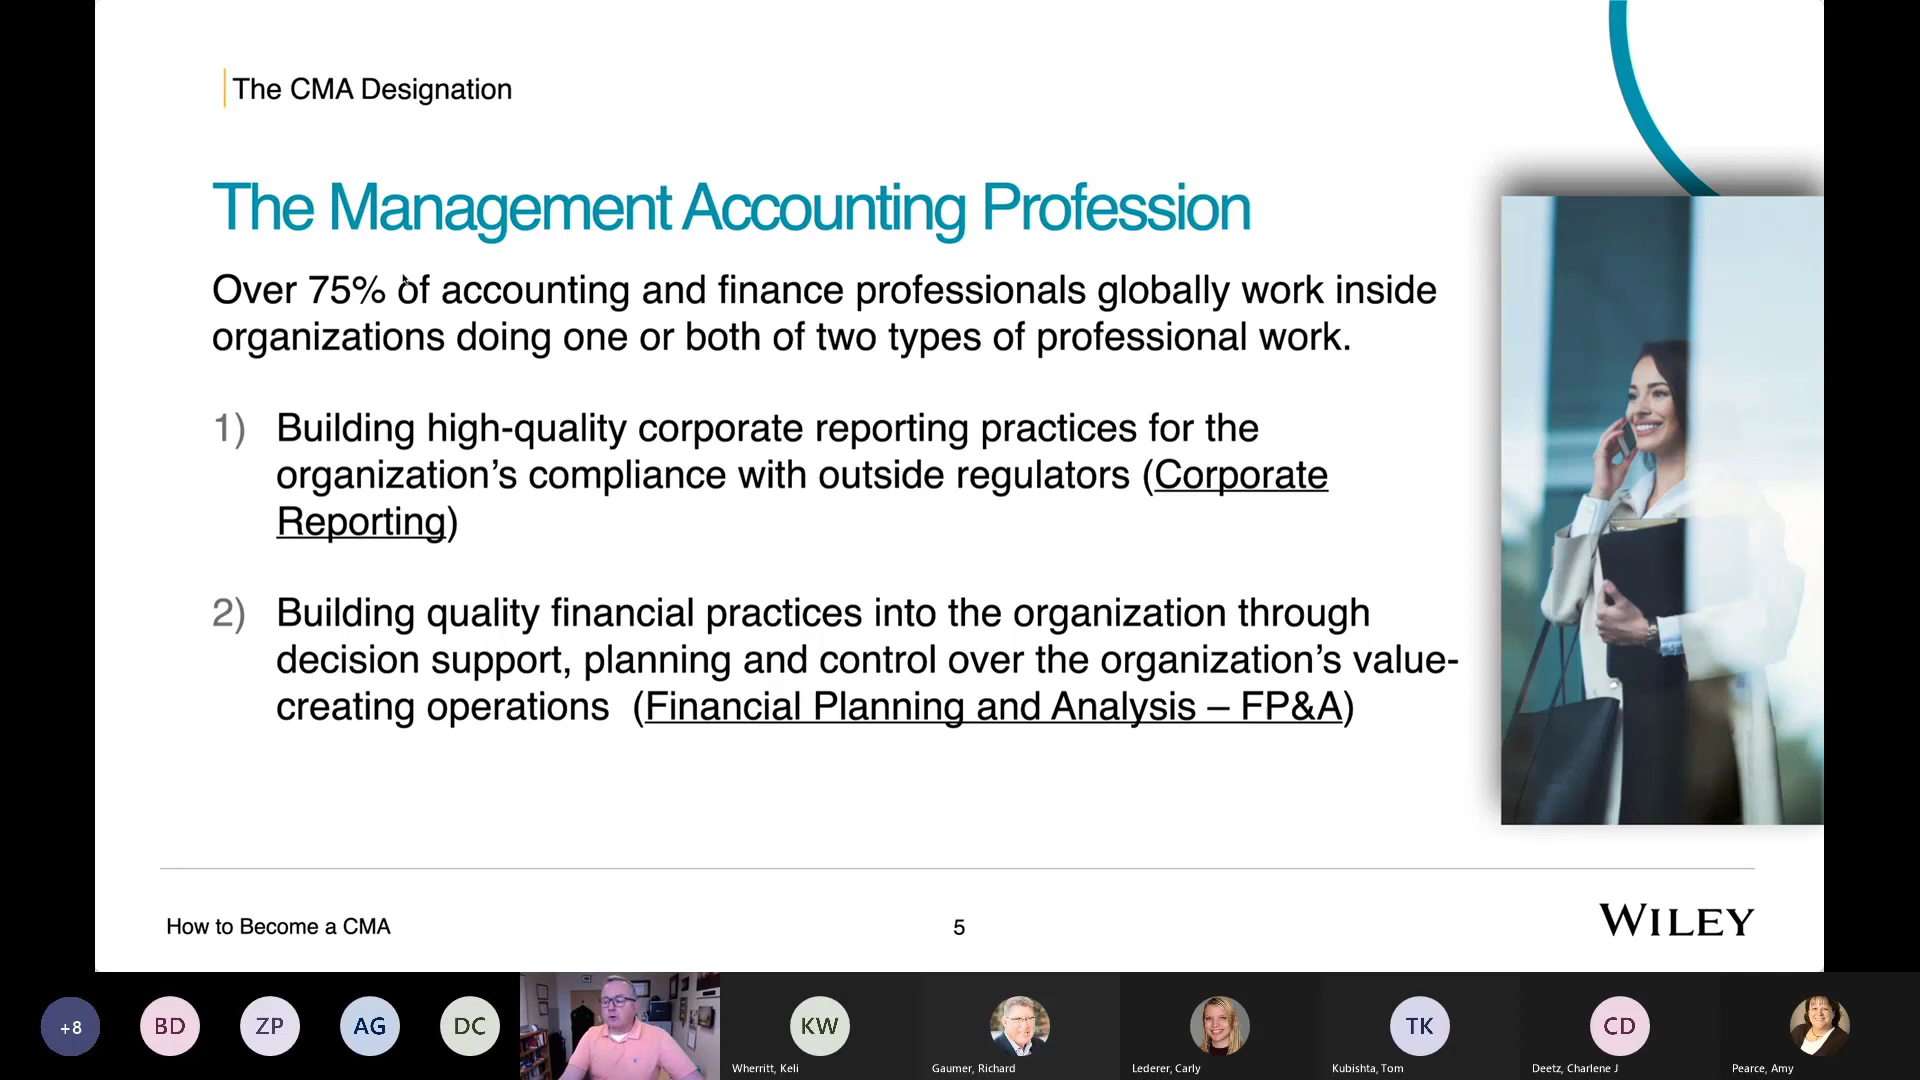 The CMA Designation
The Management Accounting Profession
Over 75% of accounting and finance professionals globally work inside
organizations doing one or both of two types of professional work.
1) Building high-quality corporate reporting practices for the
organization’s compliance with outside regulators (Corporate
Reporting)
2) Building quality financial practices into the organization through
decision support, planning and control over the organization’s value-
creating operations (Financial Planning and Analysis – FP&A)
How to Become a CMA
5
WILEY
+8
BD
ZP
AG
DC
KW
TK
CD
Wherritt, Keli
Gaumer, Richard
Lederer, Carly
Kubishta, Tom
Deetz, Charlene J
Pearce, Amy